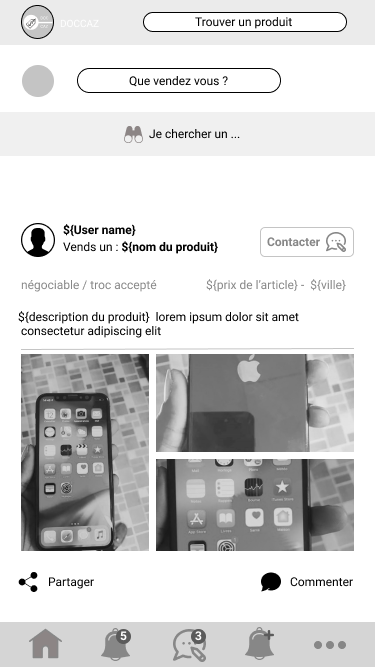 DOCCAZ
Trouver un produit
Que vendez vous ?
Je chercher un ...
${User name}
Vends un : ${nom du produit}
Contacter
négociable / troc accepté
${prix de l'article} - ${ville}
${description du produit} lorem ipsum dolor sit amet
consectetur adipiscing elit
Partager
Commenter
5
3